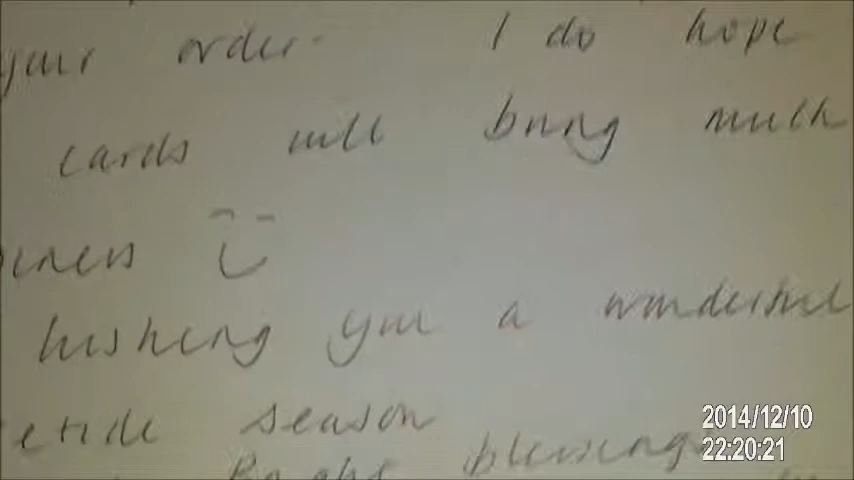 your order. I do hope
cards will bring much
iness
Wishing you a wonderful
etide season
Bright blessings
2014/12/10
22:20:21